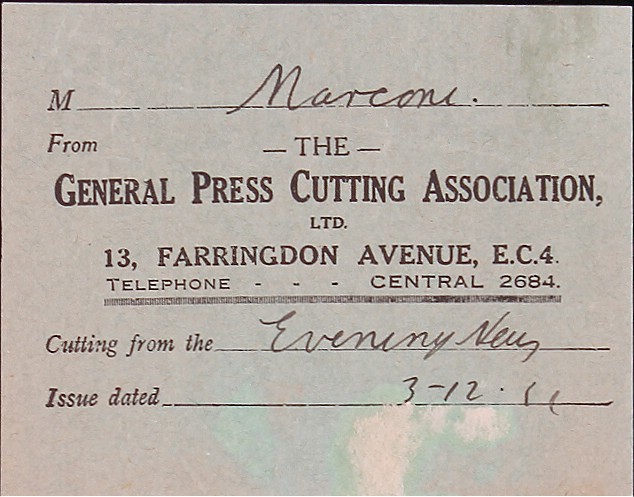 M Marconi.
From
— THE —
GENERAL PRESS CUTTING ASSOCIATION,
LTD.
13, FARRINGDON AVENUE, E.C.4.
TELEPHONE - - - CENTRAL 2684.
Cutting from the Evening News
Issue dated 3-12.